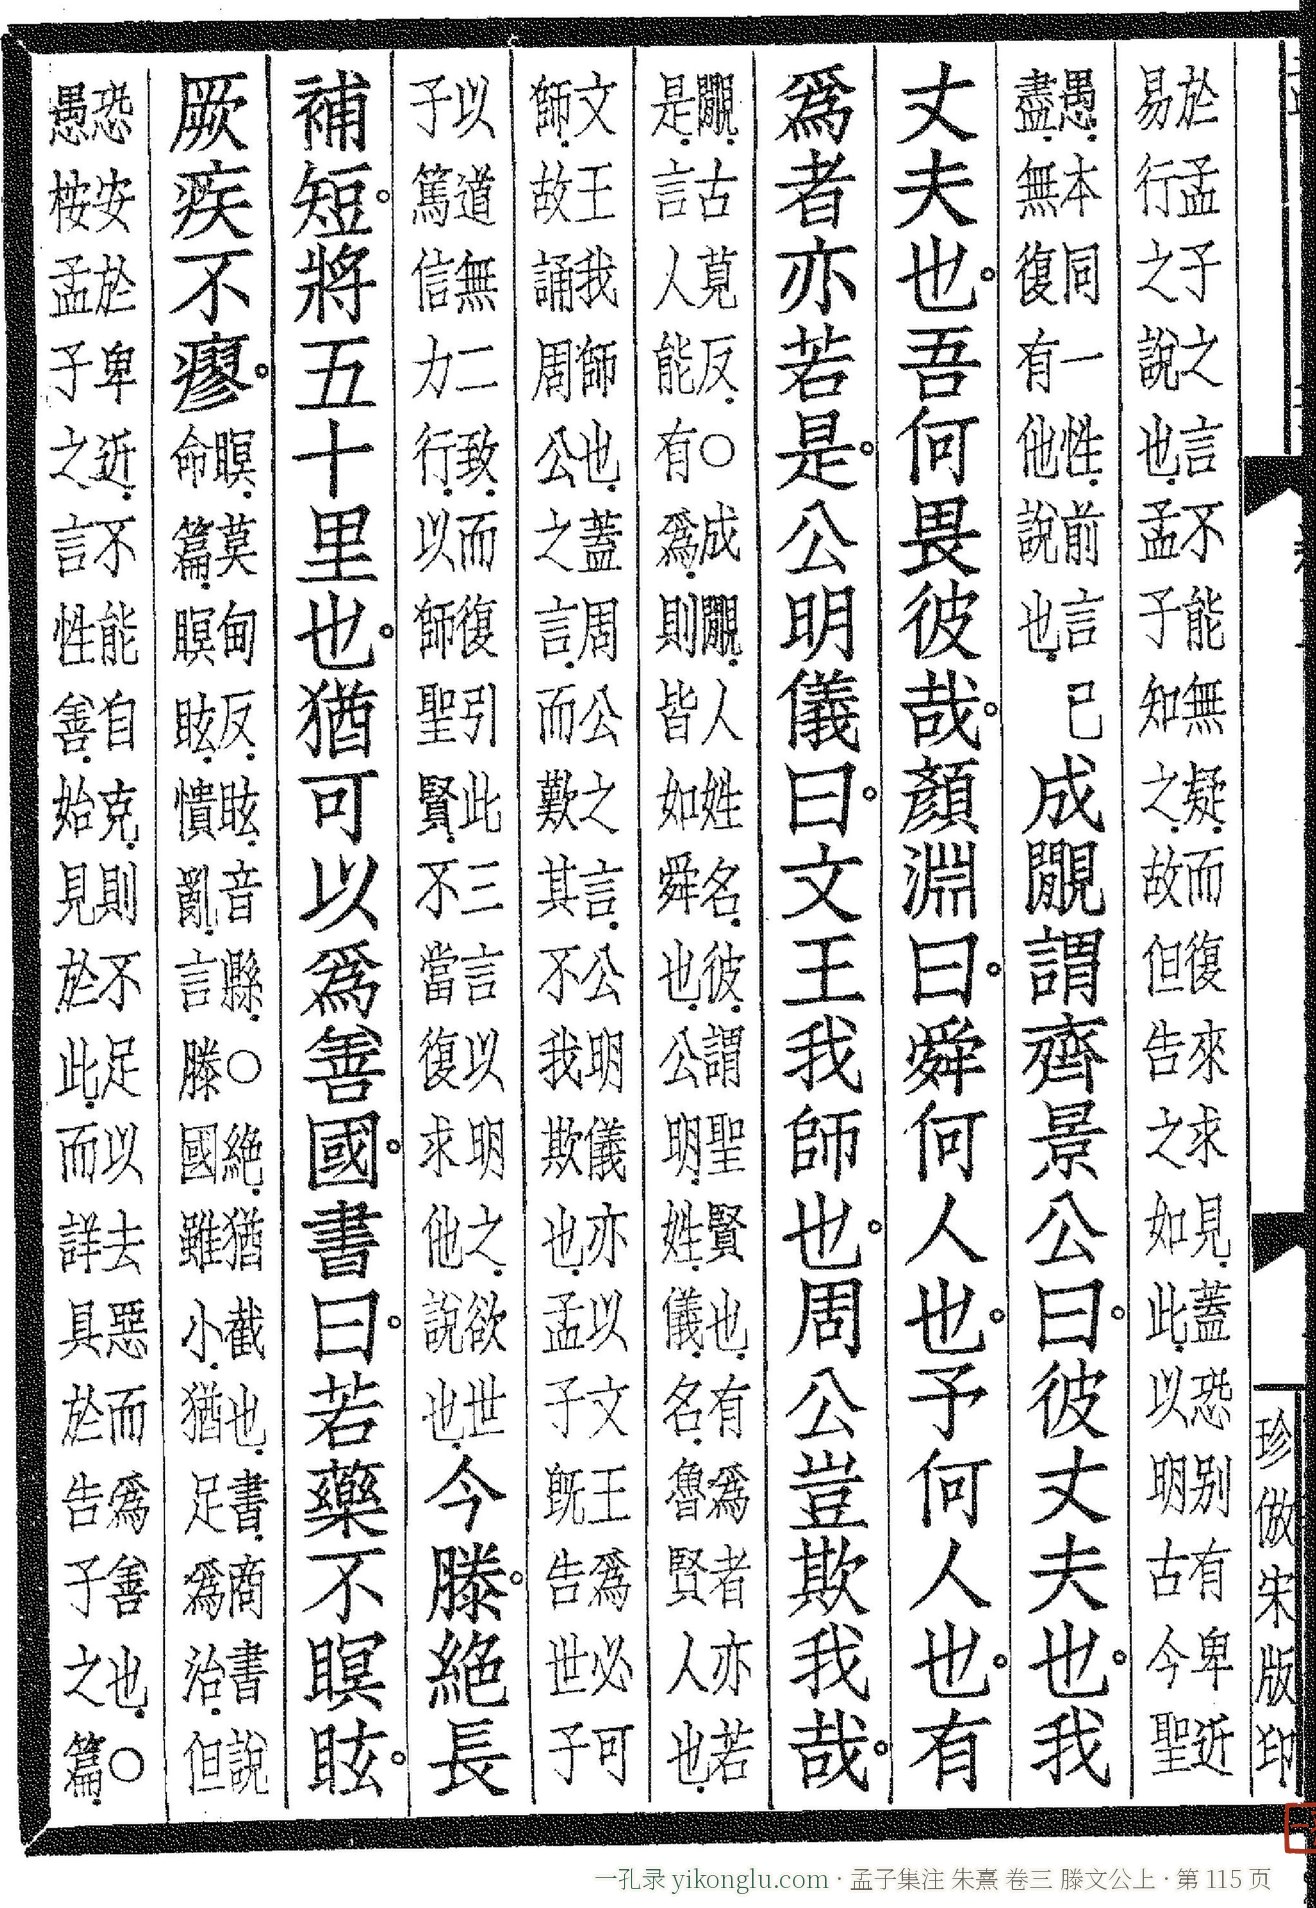 珍倣宋版印
於孟子之言不能無疑而復來求見蓋恐别有卑近
易行之說也孟子知之故但告之如此以明古今聖
愚本同一性前言已
盡無復有他說也
成覸謂齊景公曰彼丈夫也我
丈夫也吾何畏彼哉顏淵曰舜何人也予何人也有
爲者亦若是公明儀曰文王我師也周公豈欺我哉
覸古莧反○成覸人姓名彼謂聖賢也有爲者亦若
是言人能有爲則皆如舜也公明姓儀名魯賢人也
文王我師也蓋周公之言公明儀亦以文王爲必可
師故誦周公之言而歎其不我欺也孟子既告世子
以道無二致而復引此三言以明之欲世
子篤信力行以師聖賢不當復求他說也
今滕絶長
補短將五十里也猶可以爲善國書曰若藥不瞑眩
厥疾不瘳
瞑莫甸反眩音縣○絶猶截也書商書說
命篇瞑眩憒亂言滕國雖小猶足爲治但
恐安於卑近不能自克則不足以去惡而爲善也○
愚桉孟子之言性善始見於此而詳具於告子之篇
一孔录 yikonglu.com · 孟子集注 朱熹 卷三 滕文公上 · 第 115 页